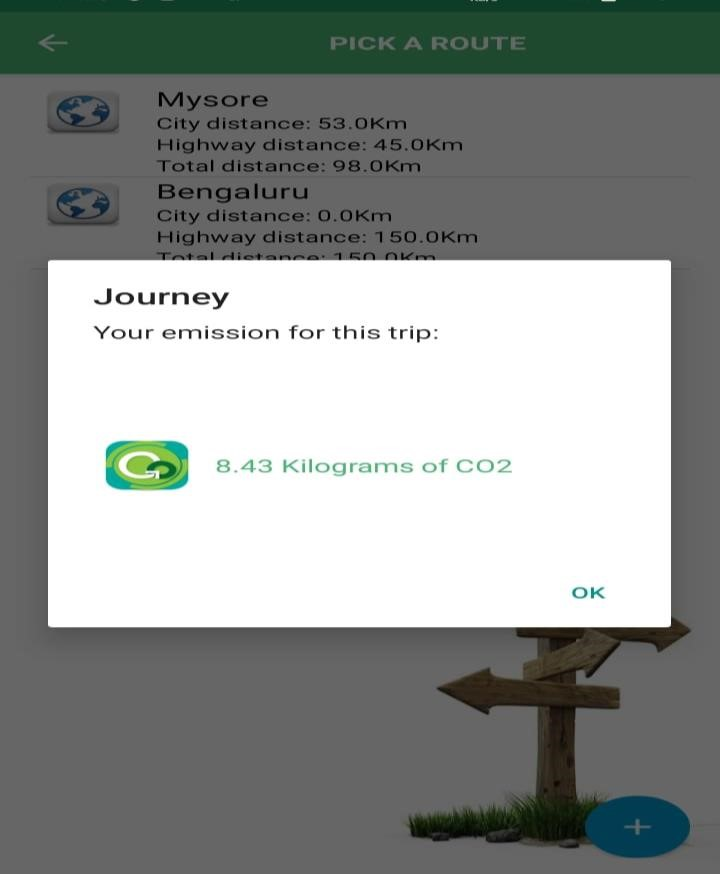 PICK A ROUTE
Mysore
City distance: 53.0Km
Highway distance: 45.0Km
Total distance: 98.0Km
Bengaluru
City distance: 0.0Km
Highway distance: 150.0Km
Total distance: 150.0Km
Journey
Your emission for this trip:
8.43 Kilograms of CO2
OK